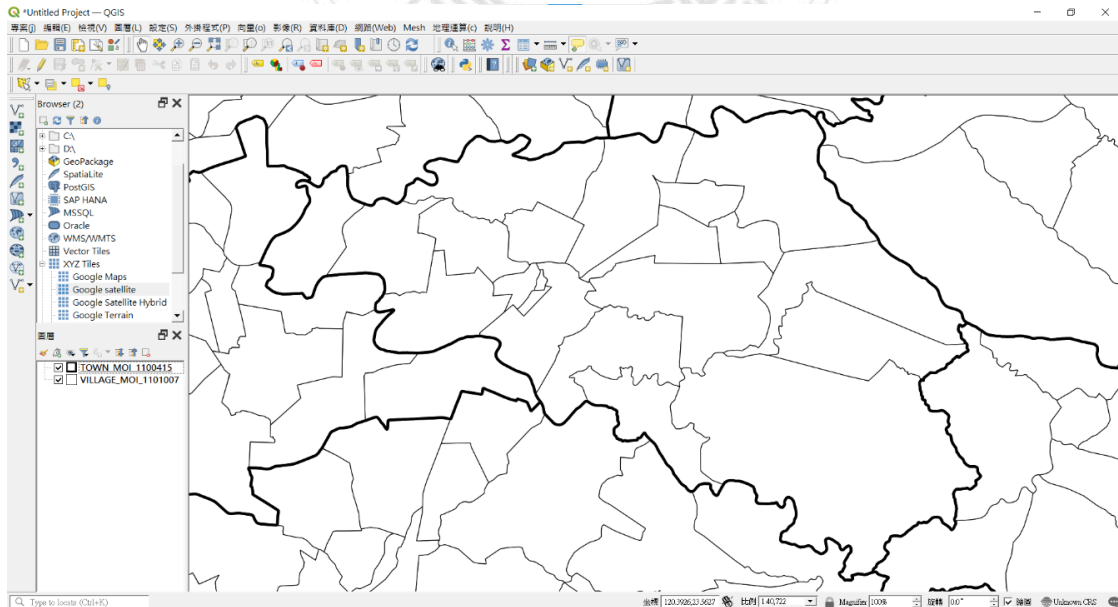 *Untitled Project — QGIS
專案(j) 編輯(E) 檢視(V) 圖層(L) 設定(S) 外掛程式(P) 向量(o) 影像(R) 資料庫(D) 網路(Web) Mesh 地理運算(c) 說明(H)
Browser (2)
C:\
D:\
GeoPackage
SpatiaLite
PostGIS
SAP HANA
MSSQL
Oracle
WMS/WMTS
Vector Tiles
XYZ Tiles
Google Maps
Google satellite
Google Satellite Hybrid
Google Terrain
圖層
TOWN_MOI_1100415
VILLAGE_MOI_1101007
Type to locate (Ctrl+K)
坐標 120.3926,23.5627 比例 1:40,722 Magnifier 100% 旋轉 0.0° 繪圖 Unknown CRS